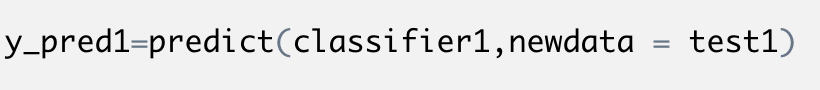 y_pred1=predict(classifier1,newdata = test1)